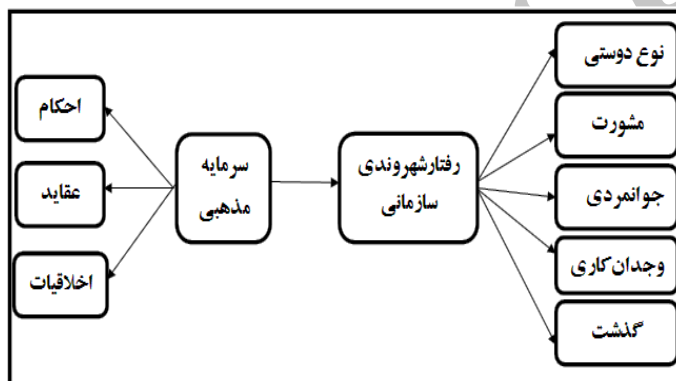 نوع دوستی
مشورت
جوانمردی
وجدان‌کاری
گذشت
رفتارشهروندی
سازمانی
سرمایه
مذهبی
احکام
عقاید
اخلاقیات